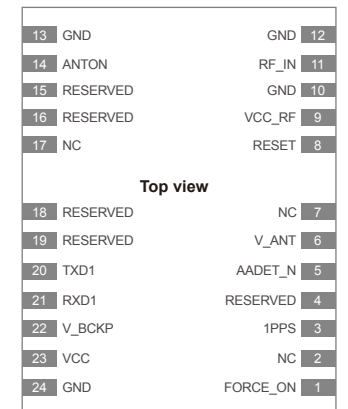 13 GND GND 12
14 ANTON RF_IN 11
15 RESERVED GND 10
16 RESERVED VCC_RF 9
17 NC RESET 8
Top view
18 RESERVED NC 7
19 RESERVED V_ANT 6
20 TXD1 AADET_N 5
21 RXD1 RESERVED 4
22 V_BCKP 1PPS 3
23 VCC NC 2
24 GND FORCE_ON 1